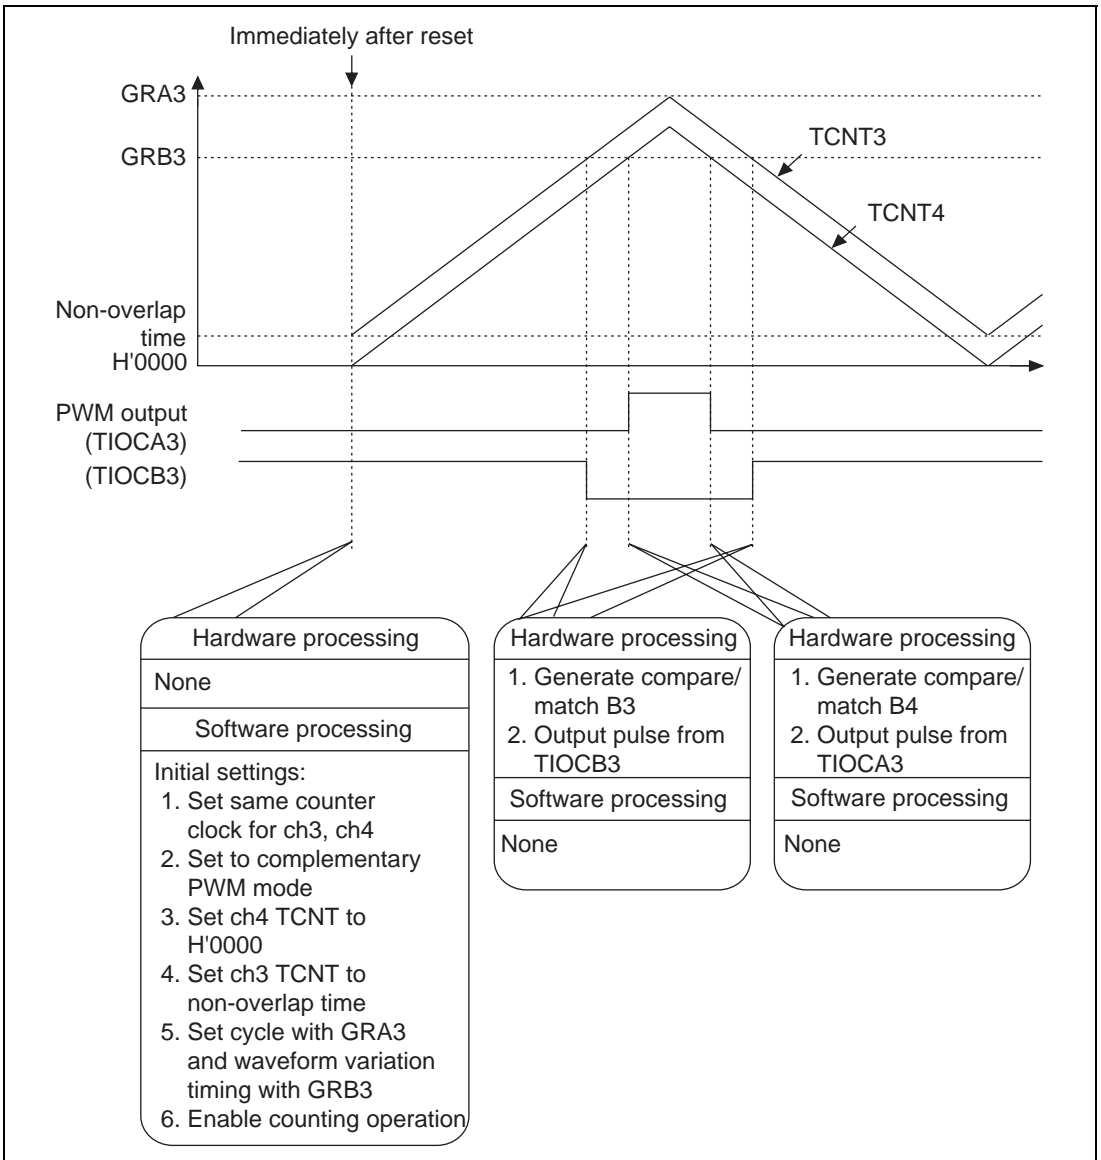 Immediately after reset
GRA3
GRB3
TCNT3
TCNT4
Non-overlap
time
H'0000
PWM output
(TIOCA3)
(TIOCB3)
Hardware processing
None
Software processing
Initial settings:
1. Set same counter
clock for ch3, ch4
2. Set to complementary
PWM mode
3. Set ch4 TCNT to
H'0000
4. Set ch3 TCNT to
non-overlap time
5. Set cycle with GRA3
and waveform variation
timing with GRB3
6. Enable counting operation
Hardware processing
1. Generate compare/
match B3
2. Output pulse from
TIOCB3
Software processing
None
Hardware processing
1. Generate compare/
match B4
2. Output pulse from
TIOCA3
Software processing
None